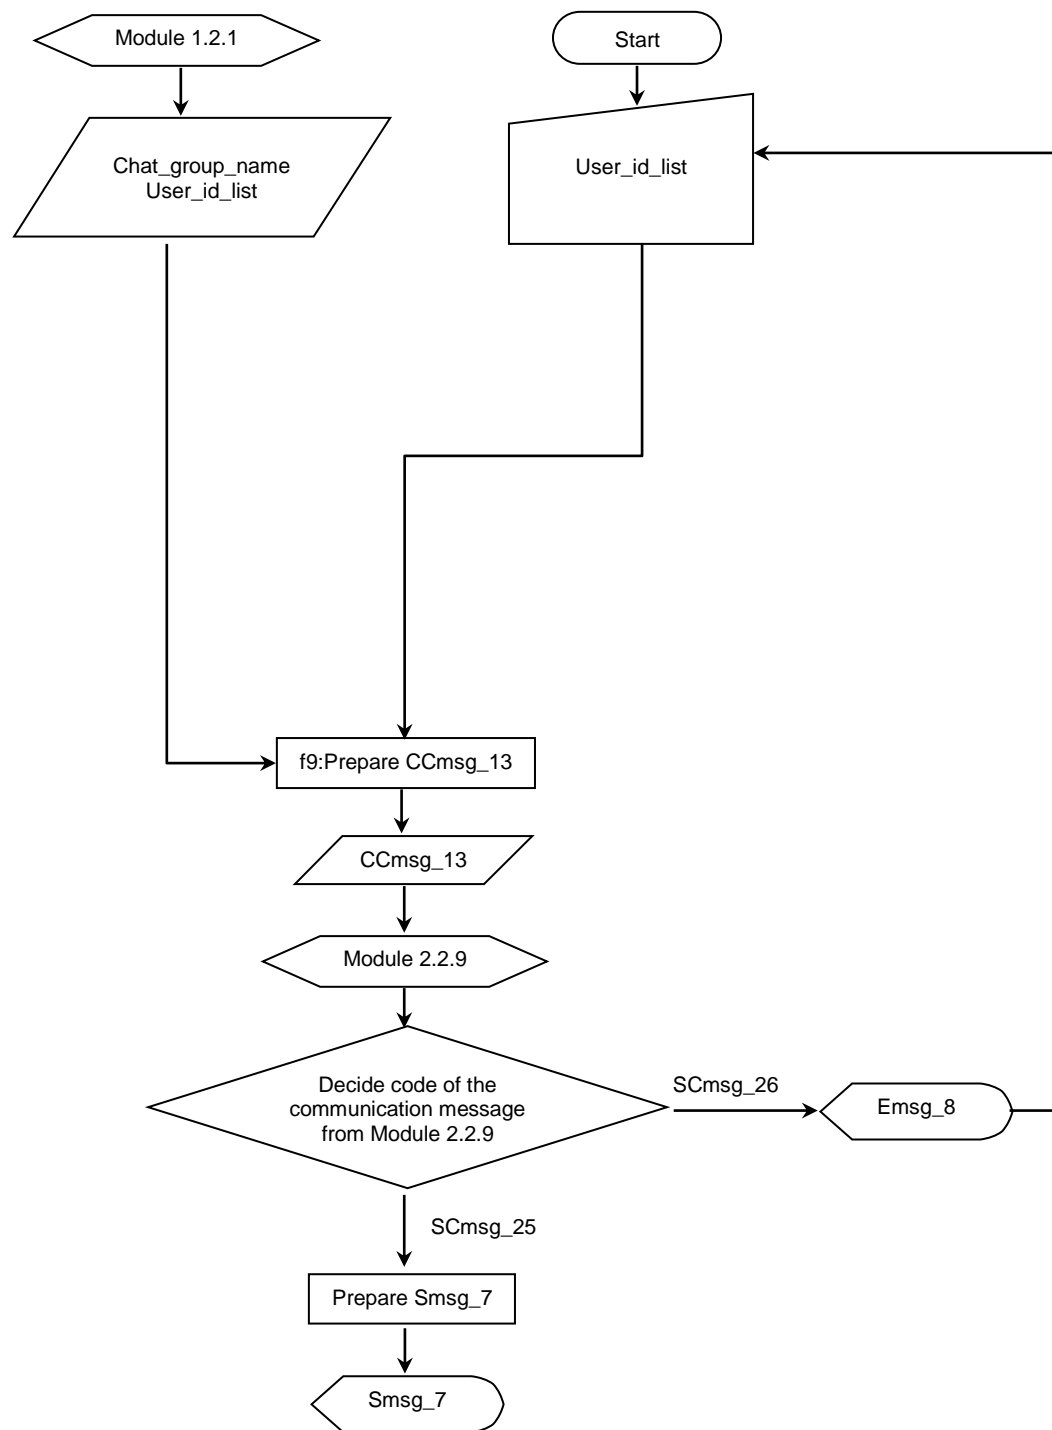 Module 1.2.1
Start
Chat_group_name
User_id_list
User_id_list
f9:Prepare CCmsg_13
CCmsg_13
Module 2.2.9
Decide code of the
communication message
from Module 2.2.9
SCmsg_26
Emsg_8
SCmsg_25
Prepare Smsg_7
Smsg_7